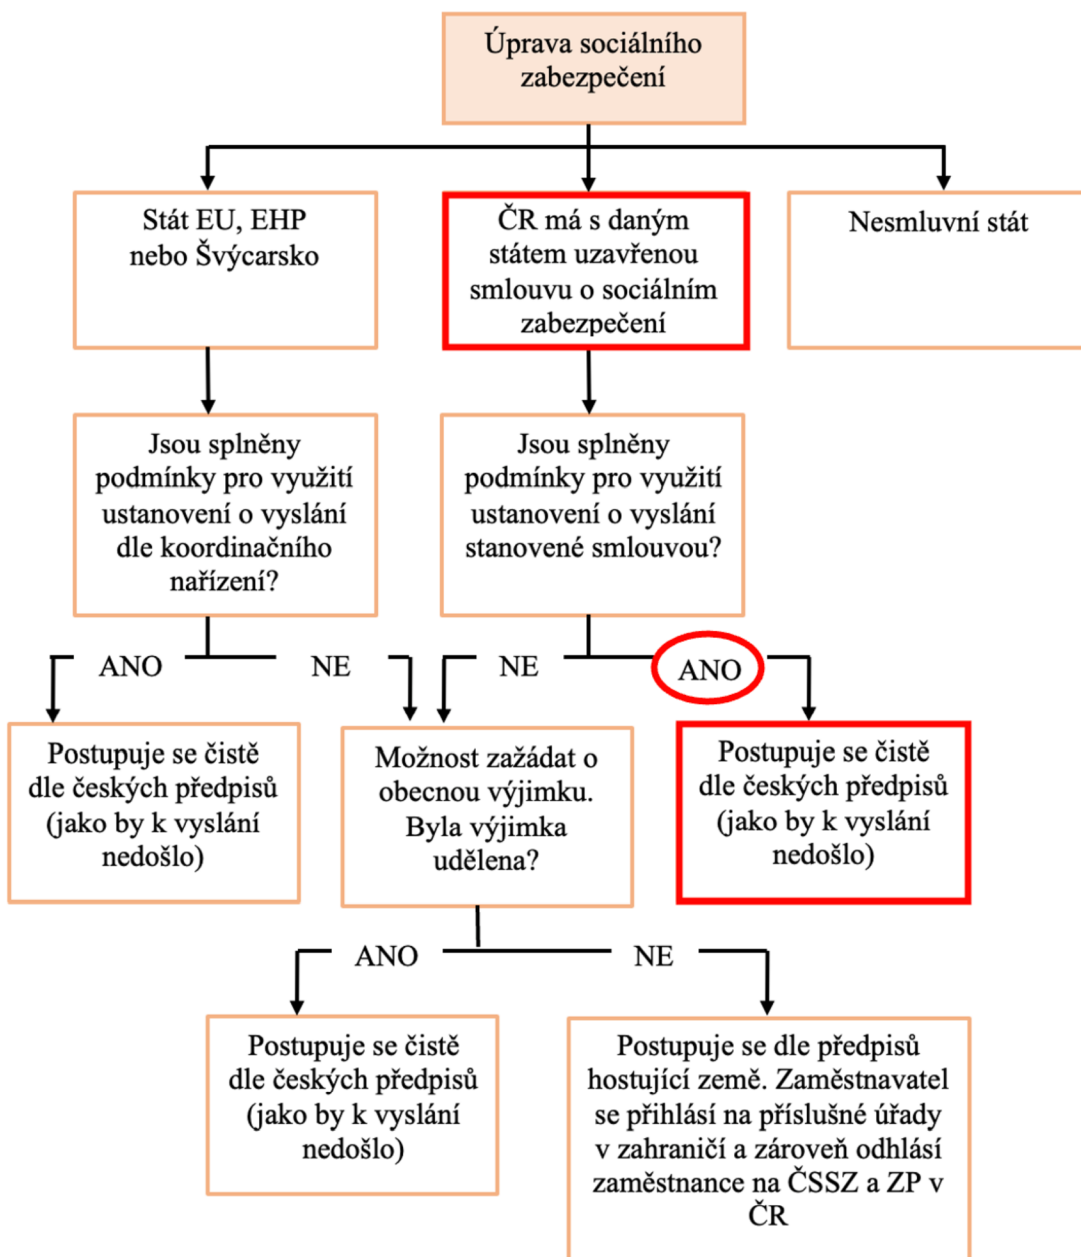 Úprava sociálního
zabezpečení
Stát EU, EHP
nebo Švýcarsko
ČR má s daným
státem uzavřenou
smlouvu o sociálním
zabezpečení
Nesmluvní stát
Jsou splněny
podmínky pro využití
ustanovení o vyslání
dle koordinačního
nařízení?
Jsou splněny
podmínky pro využití
ustanovení o vyslání
stanovené smlouvou?
ANO
NE
NE
ANO
Postupuje se čistě
dle českých předpisů
(jako by k vyslání
nedošlo)
Možnost zažádat o
obecnou výjimku.
Byla výjimka
udělena?
Postupuje se čistě
dle českých předpisů
(jako by k vyslání
nedošlo)
ANO
NE
Postupuje se čistě
dle českých předpisů
(jako by k vyslání
nedošlo)
Postupuje se dle předpisů
hostující země. Zaměstnavatel
se přihlásí na příslušné úřady
v zahraničí a zároveň odhlásí
zaměstnance na ČSSZ a ZP v
ČR